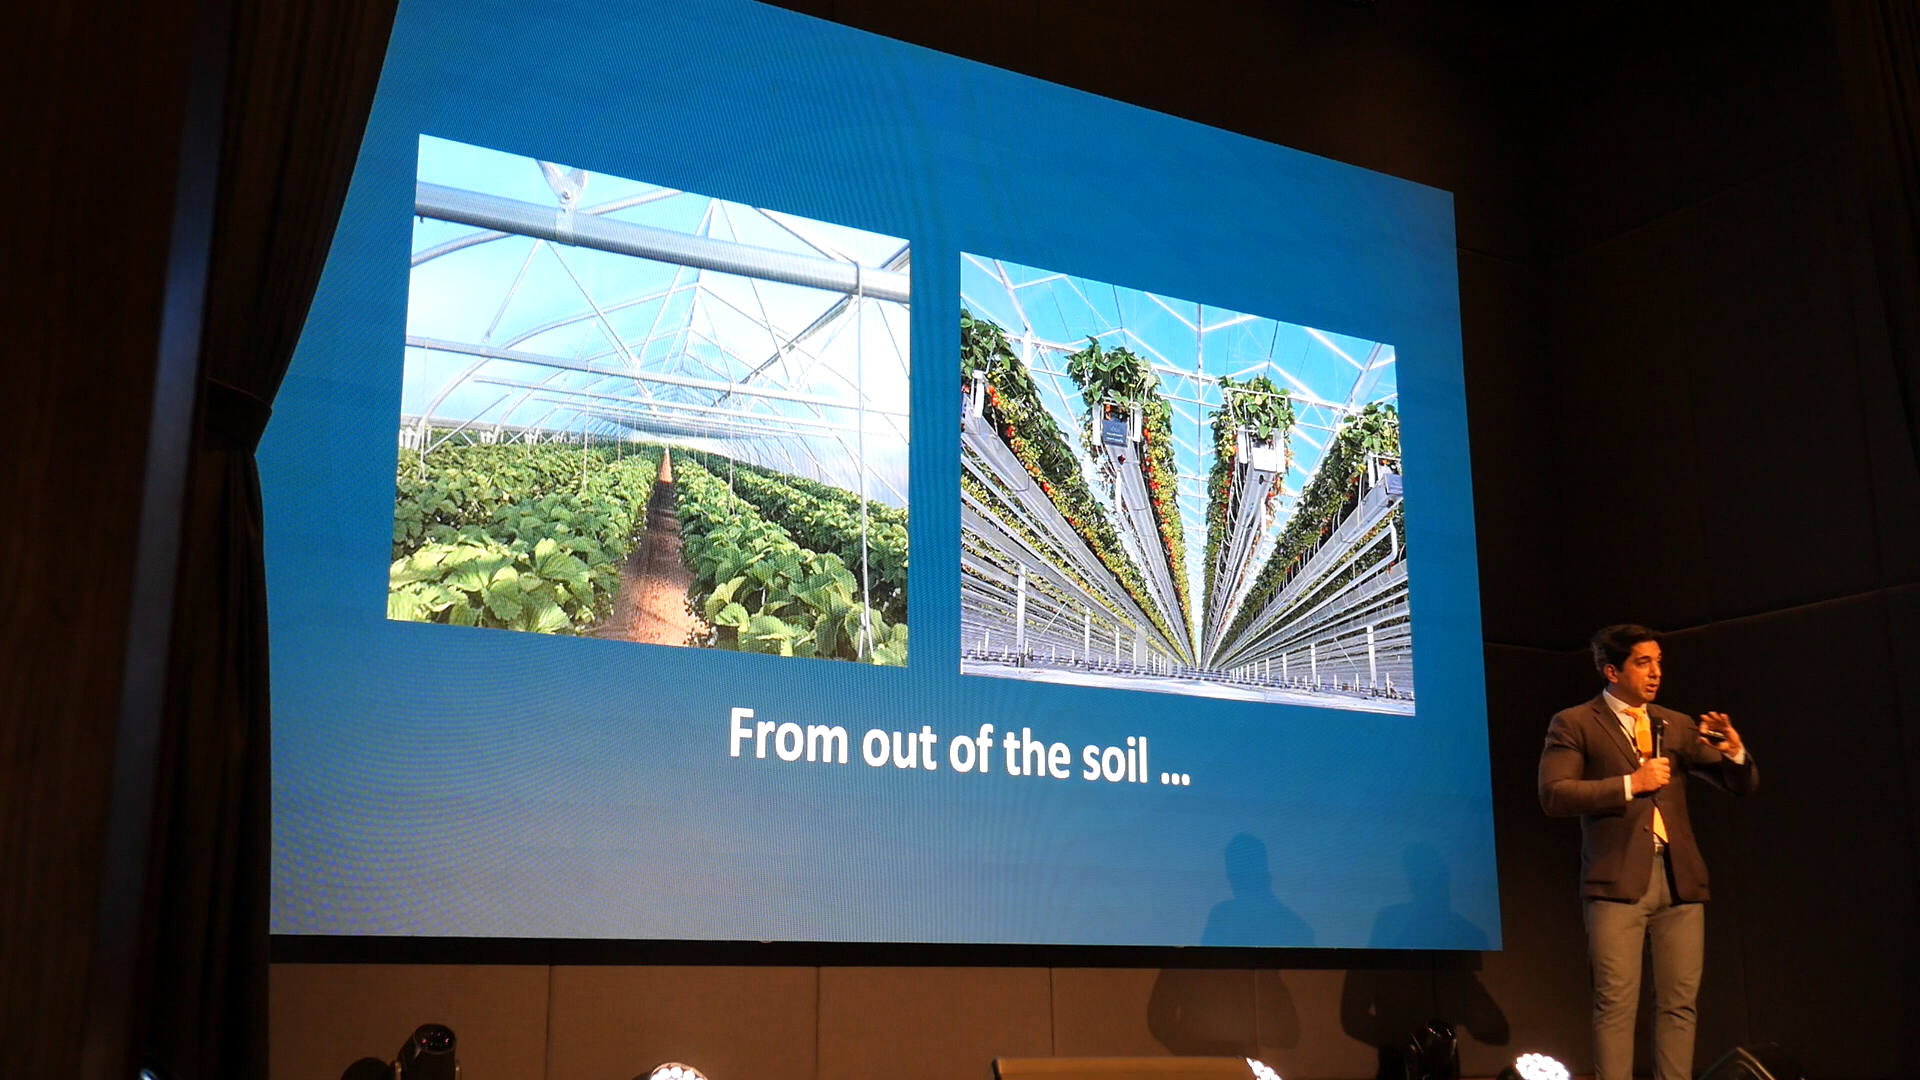 From out of the soil ...